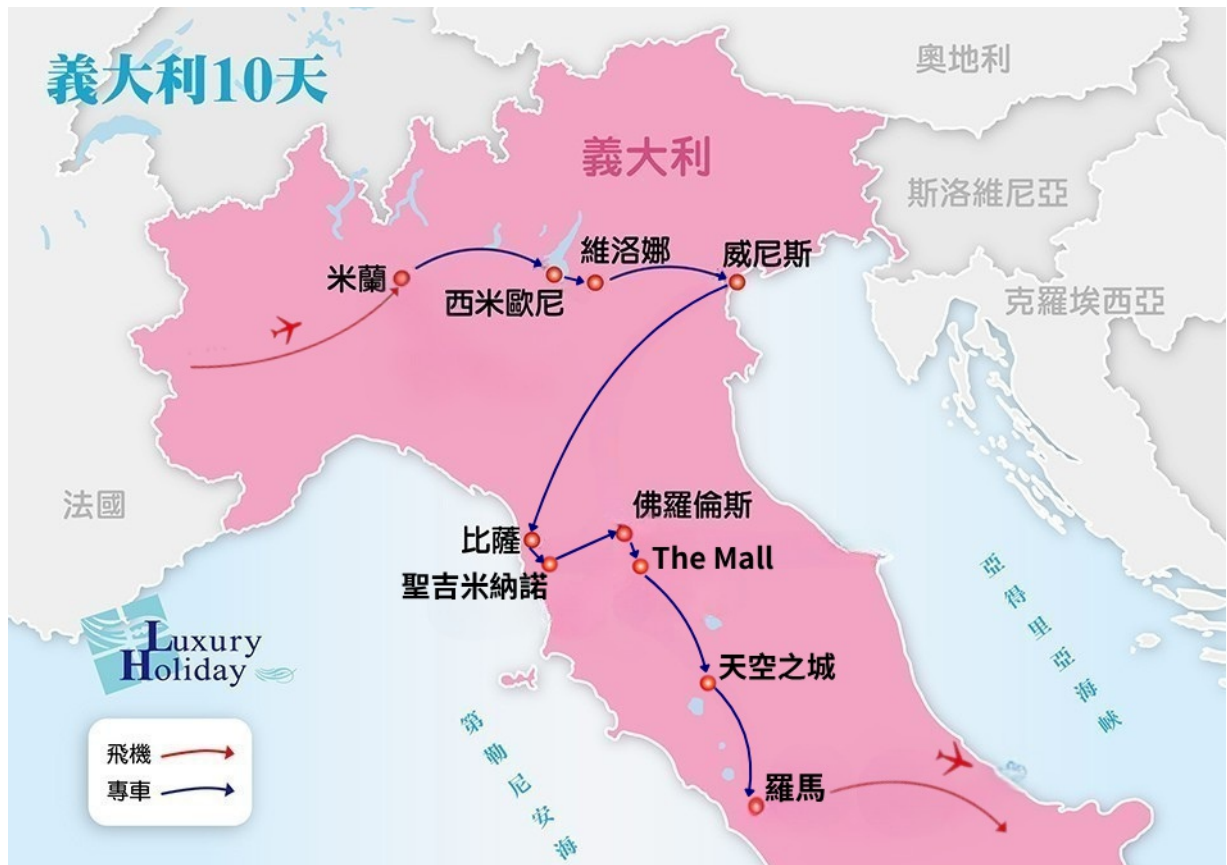 義大利10天
奧地利
義大利
斯洛維尼亞
維洛娜
威尼斯
米蘭
西米歐尼
克羅埃西亞
法國
佛羅倫斯
比薩
The Mall
聖吉米納諾
亞得里亞海峽
Luxury
Holiday
天空之城
第勒尼安海
飛機
專車
羅馬